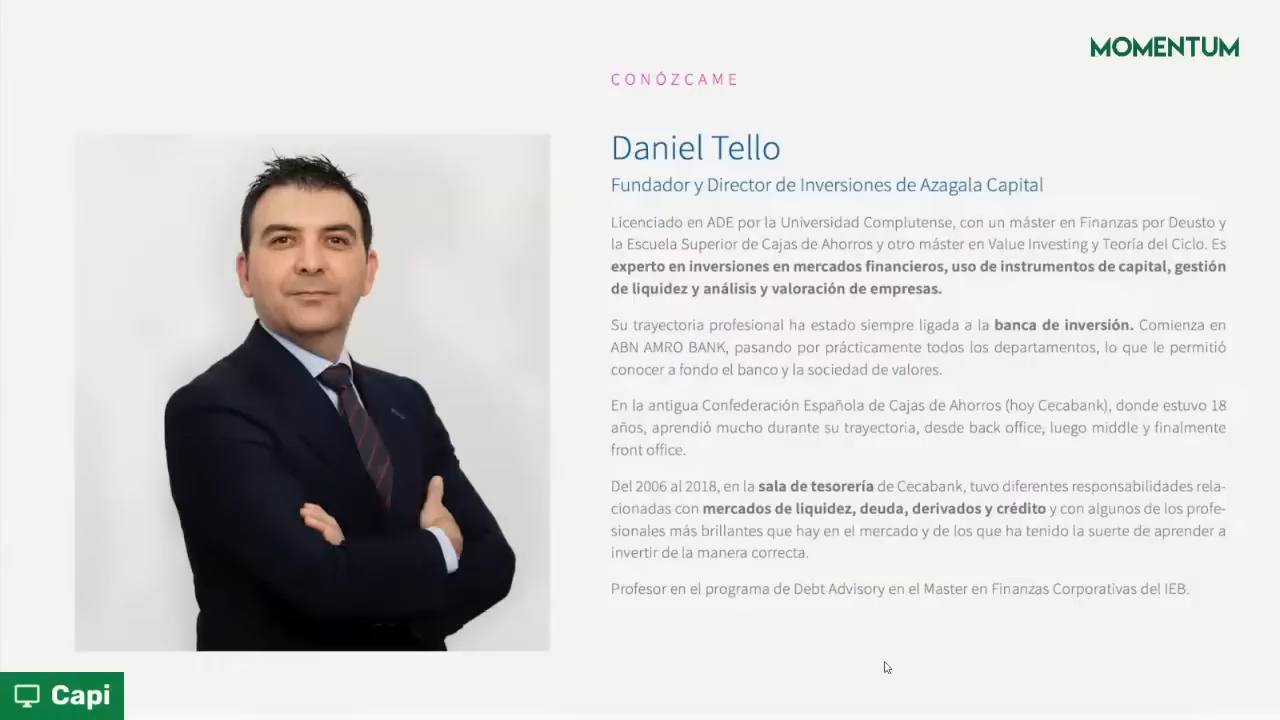 MOMENTUM
CONÓZCAME
Daniel Tello
Fundador y Director de Inversiones de Azagala Capital
Licenciado en ADE por la Universidad Complutense, con un máster en Finanzas por Deusto y
la Escuela Superior de Cajas de Ahorros y otro máster en Value Investing y Teoría del Ciclo. Es
experto en inversiones en mercados financieros, uso de instrumentos de capital, gestión
de liquidez y análisis y valoración de empresas.
Su trayectoria profesional ha estado siempre ligada a la banca de inversión. Comienza en
ABN AMRO BANK, pasando por prácticamente todos los departamentos, lo que le permitió
conocer a fondo el banco y la sociedad de valores.
En la antigua Confederación Española de Cajas de Ahorros (hoy Cecabank), donde estuvo 18
años, aprendió mucho durante su trayectoria, desde back office, luego middle y finalmente
front office.
Del 2006 al 2018, en la sala de tesorería de Cecabank, tuvo diferentes responsabilidades rela-
cionadas con mercados de liquidez, deuda, derivados y crédito y con algunos de los profe-
sionales más brillantes que hay en el mercado y de los que ha tenido la suerte de aprender a
invertir de la manera correcta.
Profesor en el programa de Debt Advisory en el Master en Finanzas Corporativas del IEB.
Capi